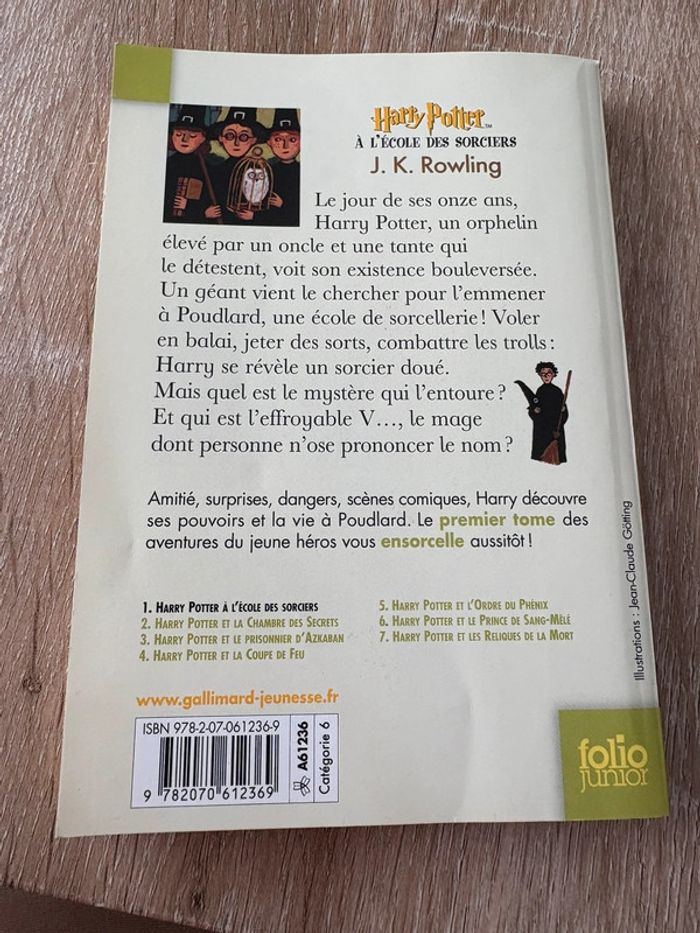 Harry Potter™
À L'ÉCOLE DES SORCIERS
J. K. Rowling
Le jour de ses onze ans,
Harry Potter, un orphelin
élevé par un oncle et une tante qui
le détestent, voit son existence bouleversée.
Un géant vient le chercher pour l'emmener
à Poudlard, une école de sorcellerie ! Voler
en balai, jeter des sorts, combattre les trolls :
Harry se révèle un sorcier doué.
Mais quel est le mystère qui l'entoure ?
Et qui est l'effroyable V..., le mage
dont personne n'ose prononcer le nom ?
Amitié, surprises, dangers, scènes comiques, Harry découvre
ses pouvoirs et la vie à Poudlard. Le premier tome des
aventures du jeune héros vous ensorcelle aussitôt !
1. HARRY POTTER À L'ÉCOLE DES SORCIERS
2. HARRY POTTER ET LA CHAMBRE DES SECRETS
3. HARRY POTTER ET LE PRISONNIER D'AZKABAN
4. HARRY POTTER ET LA COUPE DE FEU
5. HARRY POTTER ET L'ORDRE DU PHÉNIX
6. HARRY POTTER ET LE PRINCE DE SANG-MÊLÉ
7. HARRY POTTER ET LES RELIQUES DE LA MORT
Illustrations : Jean-Claude Götting
www.gallimard-jeunesse.fr
ISBN 978-2-07-061236-9
9 782070 612369
A61236
Catégorie 6
folio
junior